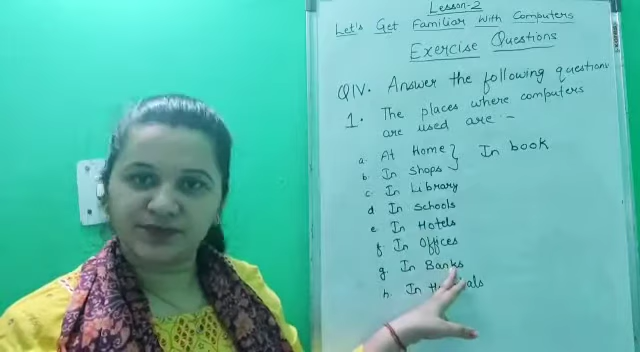 Lesson-2
Let's Get Familiar With Computers
Exercise Questions
QIV. Answer the following questions
1. The places where computers
are used are :-
a. At Home } In book
b. In Shops
c. In Library
d In Schools
e. In Hotels
f. In Offices
g. In Banks
h. In